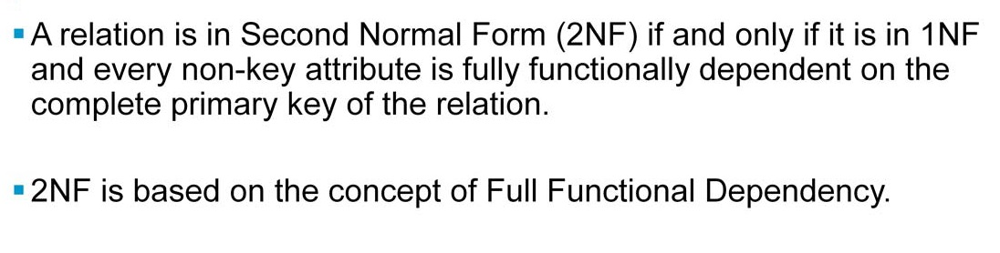 ▪ A relation is in Second Normal Form (2NF) if and only if it is in 1NF
and every non-key attribute is fully functionally dependent on the
complete primary key of the relation.
▪ 2NF is based on the concept of Full Functional Dependency.